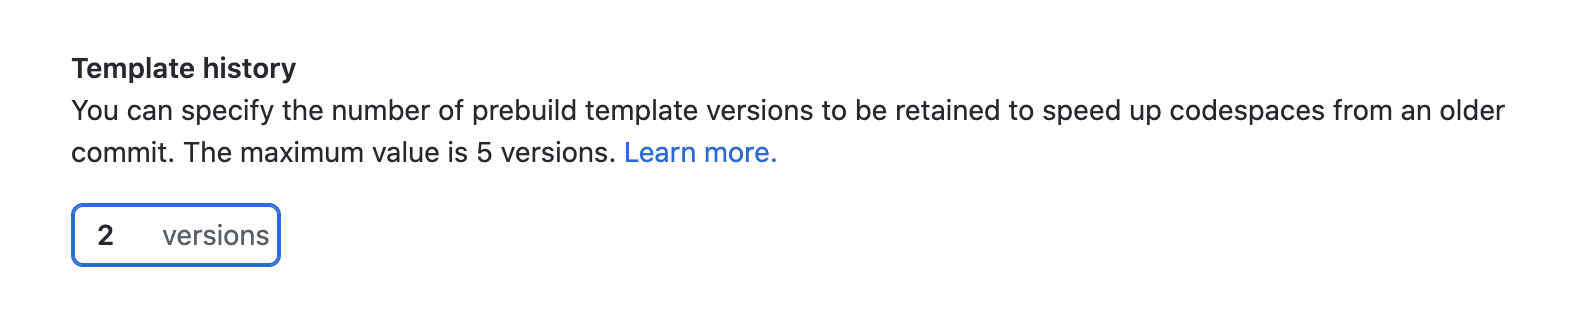 Template history
You can specify the number of prebuild template versions to be retained to speed up codespaces from an older
commit. The maximum value is 5 versions. Learn more.
2 versions